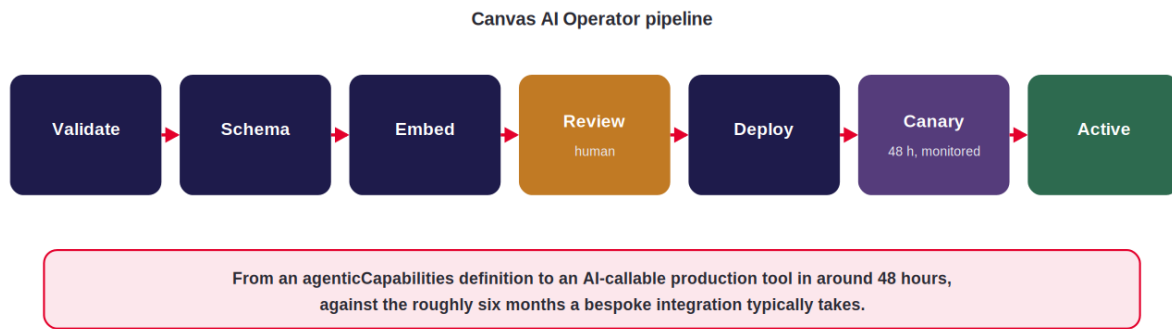 Canvas AI Operator pipeline
Validate
Schema
Embed
Review
human
Deploy
Canary
48 h, monitored
Active
From an agenticCapabilities definition to an AI-callable production tool in around 48 hours,
against the roughly six months a bespoke integration typically takes.